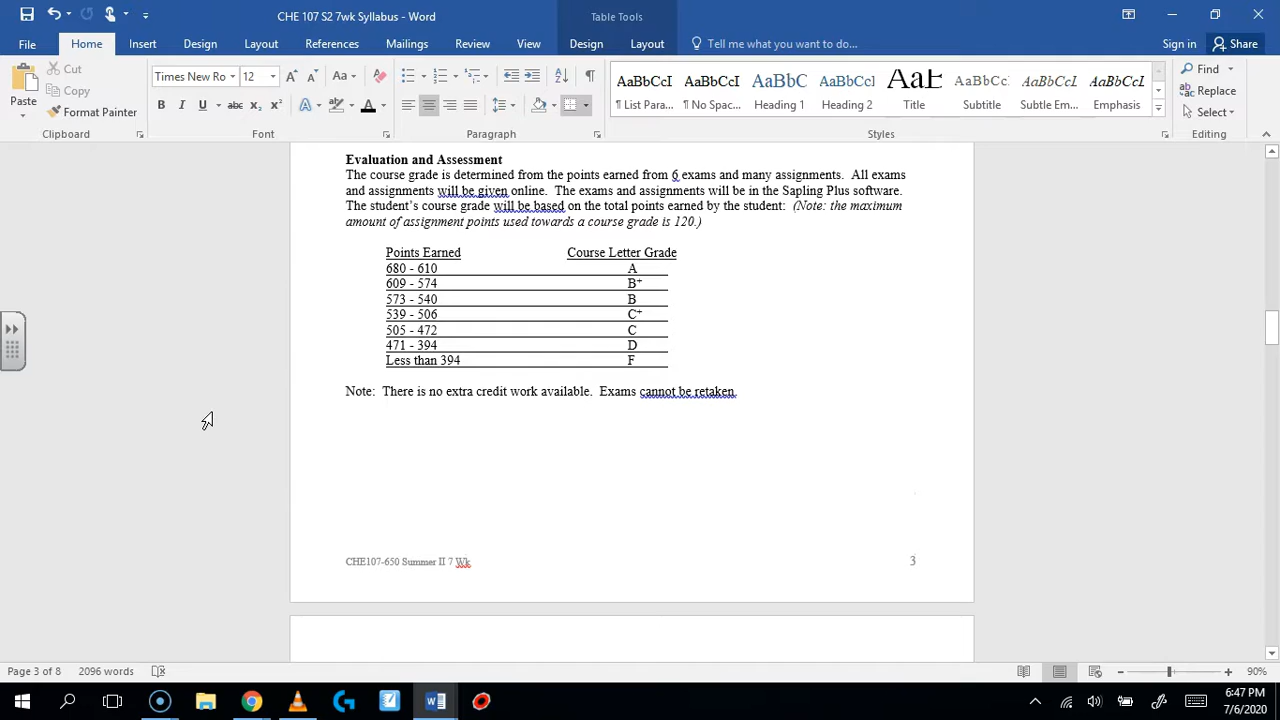 CHE 107 S2 7wk Syllabus - Word
Table Tools
File Home Insert Design Layout References Mailings Review View Design Layout Tell me what you want to do... Sign in Share
Paste
Cut
Copy
Format Painter
Clipboard
Times New Ro 12
Aa
B I U abc X₂ X² A A
Font
Paragraph
AaBbCcI AaBbCcI AaBbC AaBbCcI AaE AaBbCc: AaBbCcI AaBbCcI
¶ List Para... ¶ No Spac... Heading 1 Heading 2 Title Subtitle Subtle Em... Emphasis
Styles
Find
Replace
Select
Editing
Evaluation and Assessment
The course grade is determined from the points earned from 6 exams and many assignments. All exams
and assignments will be given online. The exams and assignments will be in the Sapling Plus software.
The student's course grade will be based on the total points earned by the student: (Note: the maximum
amount of assignment points used towards a course grade is 120.)
Points Earned Course Letter Grade
680 - 610 A
609 - 574 B⁺
573 - 540 B
539 - 506 C⁺
505 - 472 C
471 - 394 D
Less than 394 F
Note: There is no extra credit work available. Exams cannot be retaken.
CHE107-650 Summer II 7 Wk 3
Page 3 of 8 2096 words 90%
6:47 PM
7/6/2020